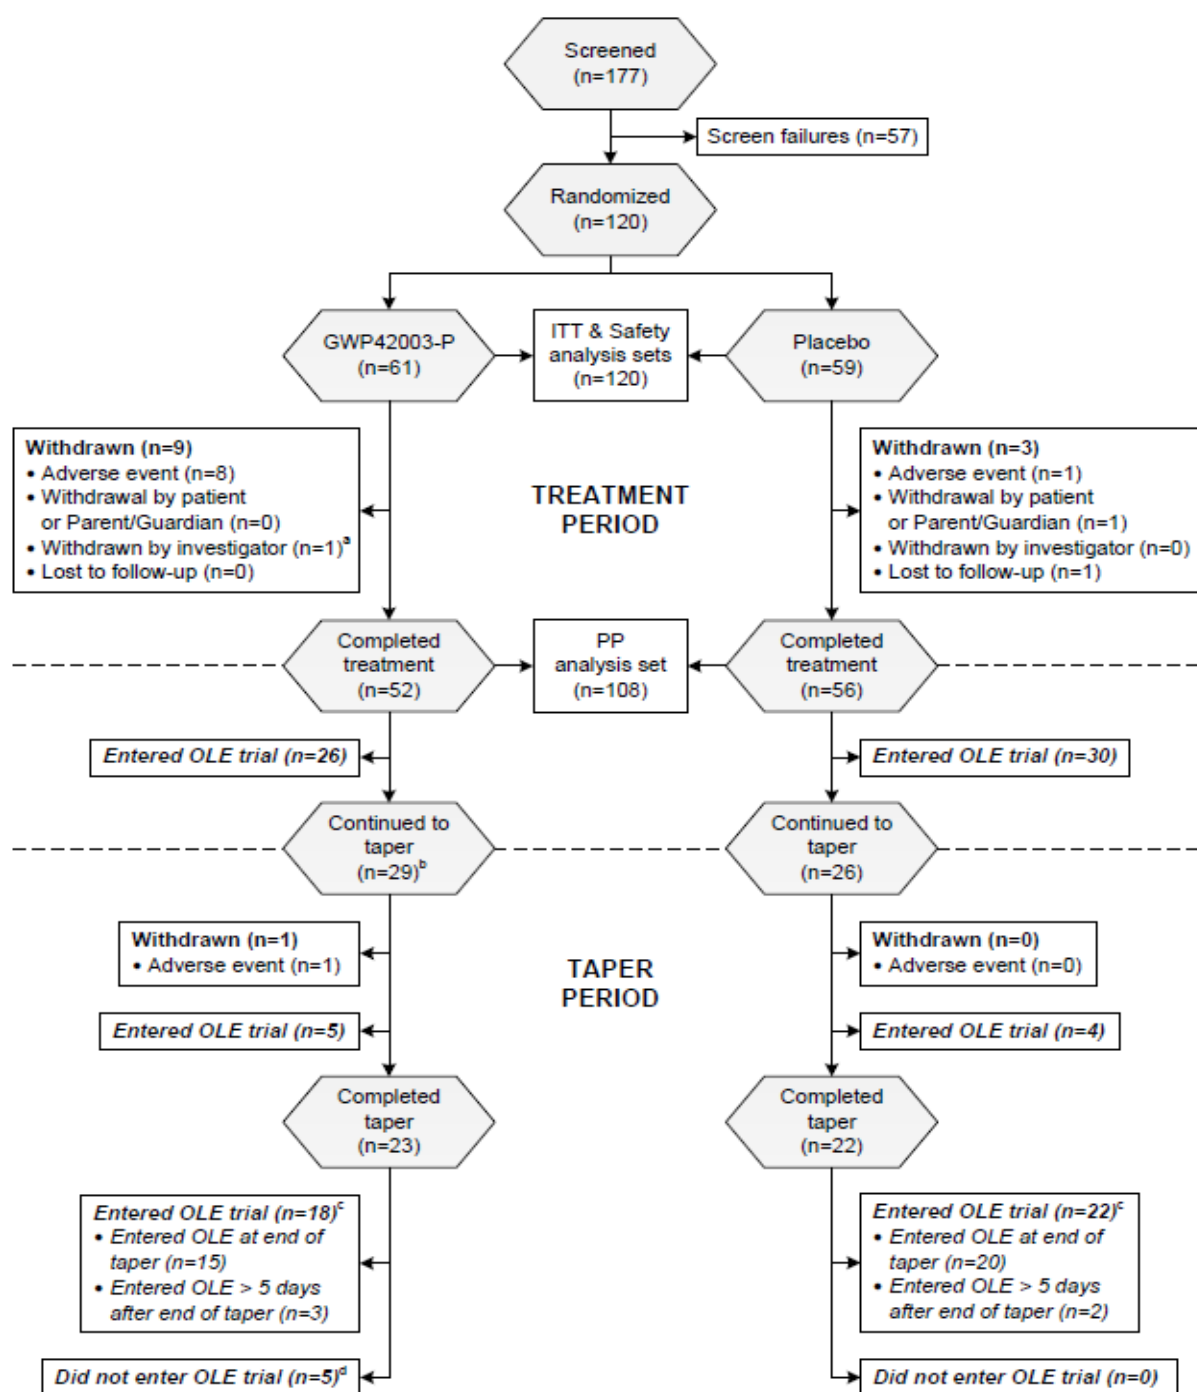 Screened
(n=177)
Screen failures (n=57)
Randomized
(n=120)
GWP42003-P
(n=61)
ITT & Safety
analysis sets
(n=120)
Placebo
(n=59)
Withdrawn (n=9)
• Adverse event (n=8)
• Withdrawal by patient
or Parent/Guardian (n=0)
• Withdrawn by investigator (n=1)ᵃ
• Lost to follow-up (n=0)
TREATMENT
PERIOD
Withdrawn (n=3)
• Adverse event (n=1)
• Withdrawal by patient
or Parent/Guardian (n=1)
• Withdrawn by investigator (n=0)
• Lost to follow-up (n=1)
Completed
treatment
(n=52)
PP
analysis set
(n=108)
Completed
treatment
(n=56)
Entered OLE trial (n=26)
Entered OLE trial (n=30)
Continued to
taper
(n=29)ᵇ
Continued to
taper
(n=26)
Withdrawn (n=1)
• Adverse event (n=1)
TAPER
PERIOD
Withdrawn (n=0)
• Adverse event (n=0)
Entered OLE trial (n=5)
Entered OLE trial (n=4)
Completed
taper
(n=23)
Completed
taper
(n=22)
Entered OLE trial (n=18)ᶜ
• Entered OLE at end of
taper (n=15)
• Entered OLE > 5 days
after end of taper (n=3)
Entered OLE trial (n=22)ᶜ
• Entered OLE at end of
taper (n=20)
• Entered OLE > 5 days
after end of taper (n=2)
Did not enter OLE trial (n=5)ᵈ
Did not enter OLE trial (n=0)